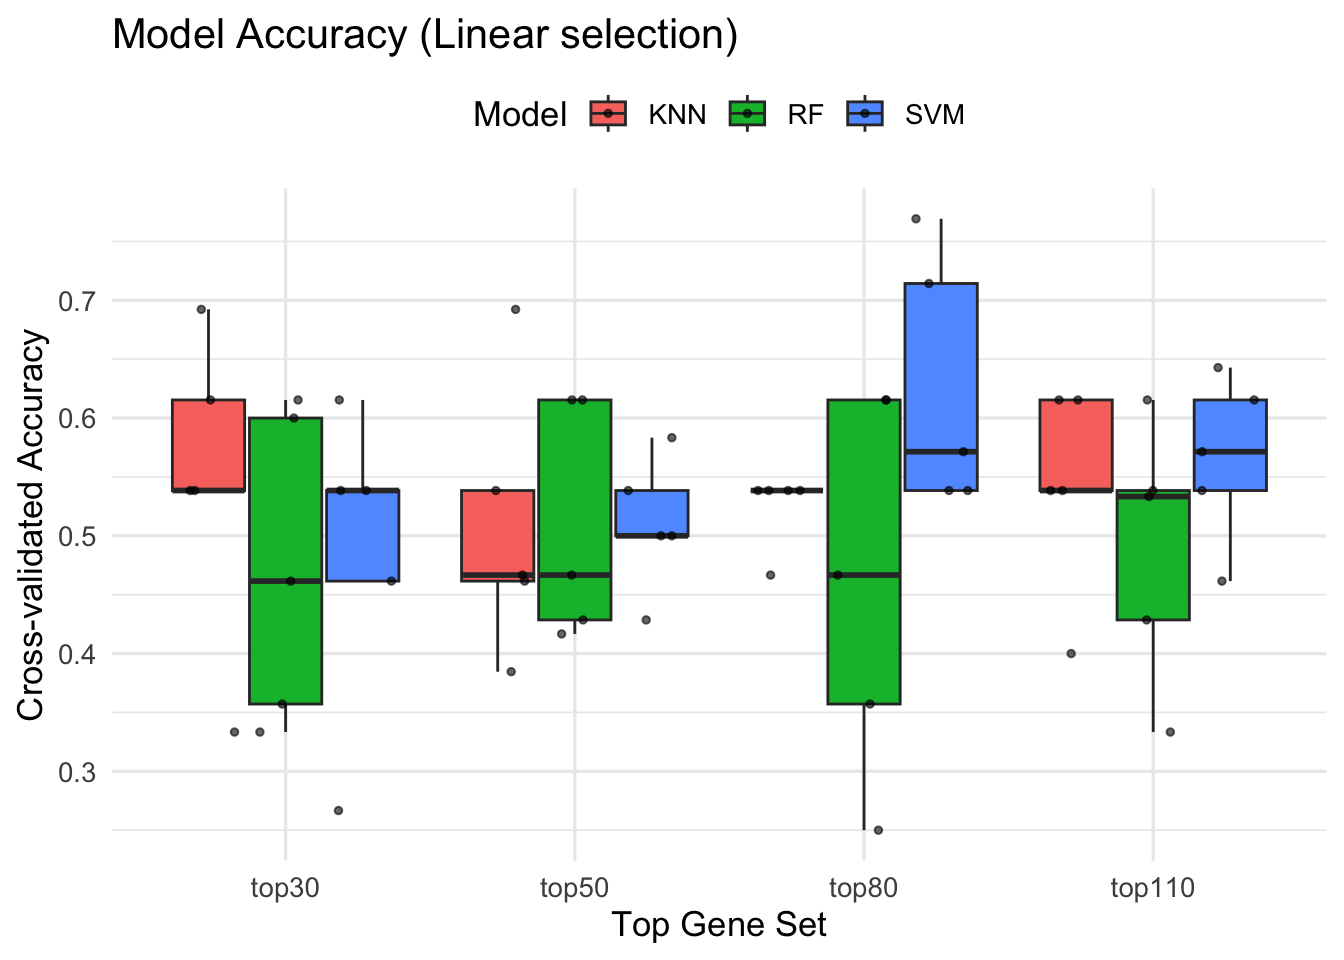 Model Accuracy (Linear selection)
Model KNN RF SVM
Cross-validated Accuracy
0.7
0.6
0.5
0.4
0.3
top30 top50 top80 top110
Top Gene Set